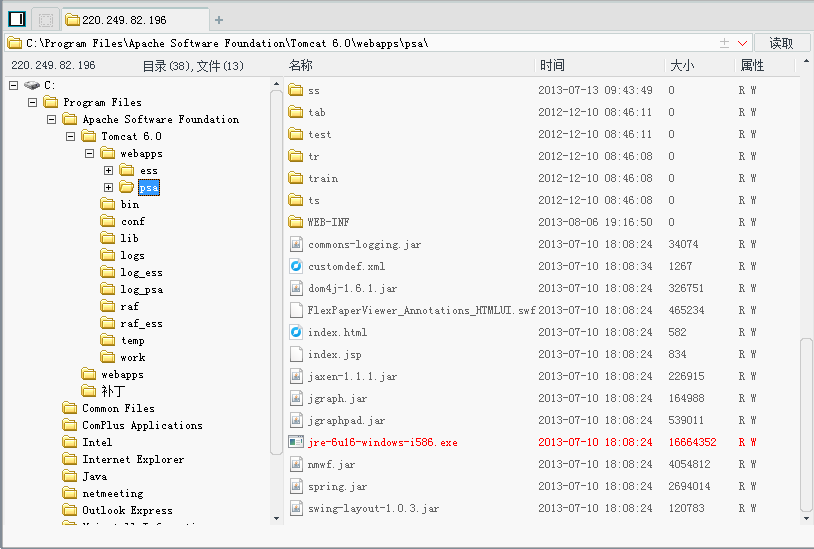 220.249.82.196
C:\Program Files\Apache Software Foundation\Tomcat 6.0\webapps\psa\ 读取
220.249.82.196 目录(38),文件(13) 名称 时间 大小 属性
C:
Program Files
Apache Software Foundation
Tomcat 6.0
webapps
ess
psa
bin
conf
lib
logs
log_ess
log_psa
raf
raf_ess
temp
work
webapps
补丁
Common Files
ComPlus Applications
Intel
Internet Explorer
Java
netmeeting
Outlook Express
ss 2013-07-13 09:43:49 0 R W
tab 2012-12-10 08:46:11 0 R W
test 2012-12-10 08:46:11 0 R W
tr 2012-12-10 08:46:08 0 R W
train 2012-12-10 08:46:08 0 R W
ts 2012-12-10 08:46:08 0 R W
WEB-INF 2013-08-06 19:16:50 0 R W
commons-logging.jar 2013-07-10 18:08:24 34074 R W
customdef.xml 2013-07-10 18:08:34 1267 R W
dom4j-1.6.1.jar 2013-07-10 18:08:24 326751 R W
FlexPaperViewer_Annotations_HTMLUI.swf 2013-07-10 18:08:24 465234 R W
index.html 2013-07-10 18:08:24 582 R W
index.jsp 2013-07-10 18:08:24 834 R W
jaxen-1.1.1.jar 2013-07-10 18:08:24 226915 R W
jgraph.jar 2013-07-10 18:08:24 164988 R W
jgraphpad.jar 2013-07-10 18:08:24 539011 R W
jre-6u16-windows-i586.exe 2013-07-10 18:08:24 16664352 R W
nmwf.jar 2013-07-10 18:08:24 4054812 R W
spring.jar 2013-07-10 18:08:24 2694014 R W
swing-layout-1.0.3.jar 2013-07-10 18:08:24 120783 R W